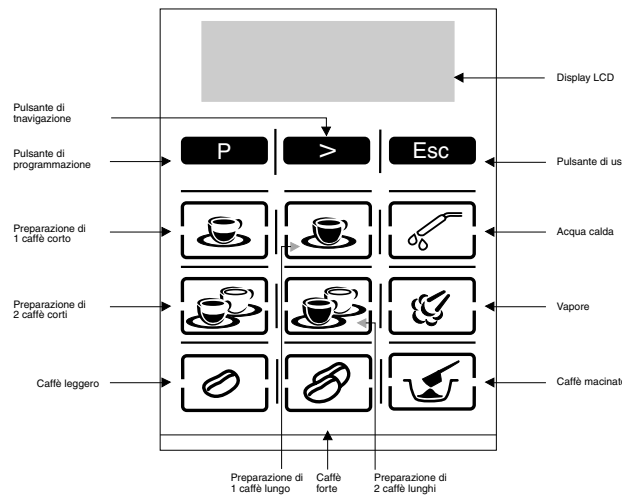 Display LCD
Pulsante di
tnavigazione
Pulsante di
programmazione
P
>
Esc
Pulsante di us
Preparazione di
1 caffè corto
Acqua calda
Preparazione di
2 caffè corti
Vapore
Caffè leggero
Caffè macinato
Preparazione di
1 caffè lungo
Caffè
forte
Preparazione di
2 caffè lunghi